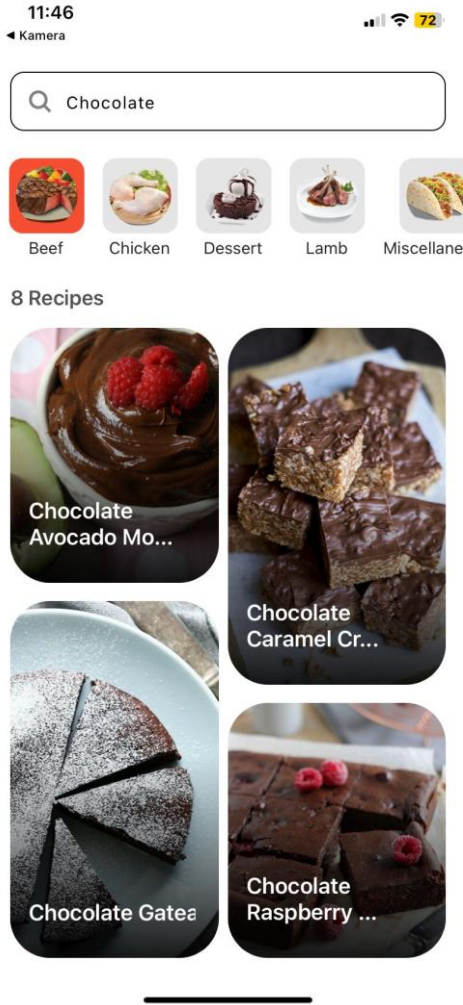 11:46
72
◀ Kamera
Chocolate
Beef
Chicken
Dessert
Lamb
Miscellane
8 Recipes
Chocolate
Avocado Mo...
Chocolate
Caramel Cr...
Chocolate Gatea
Chocolate
Raspberry ...